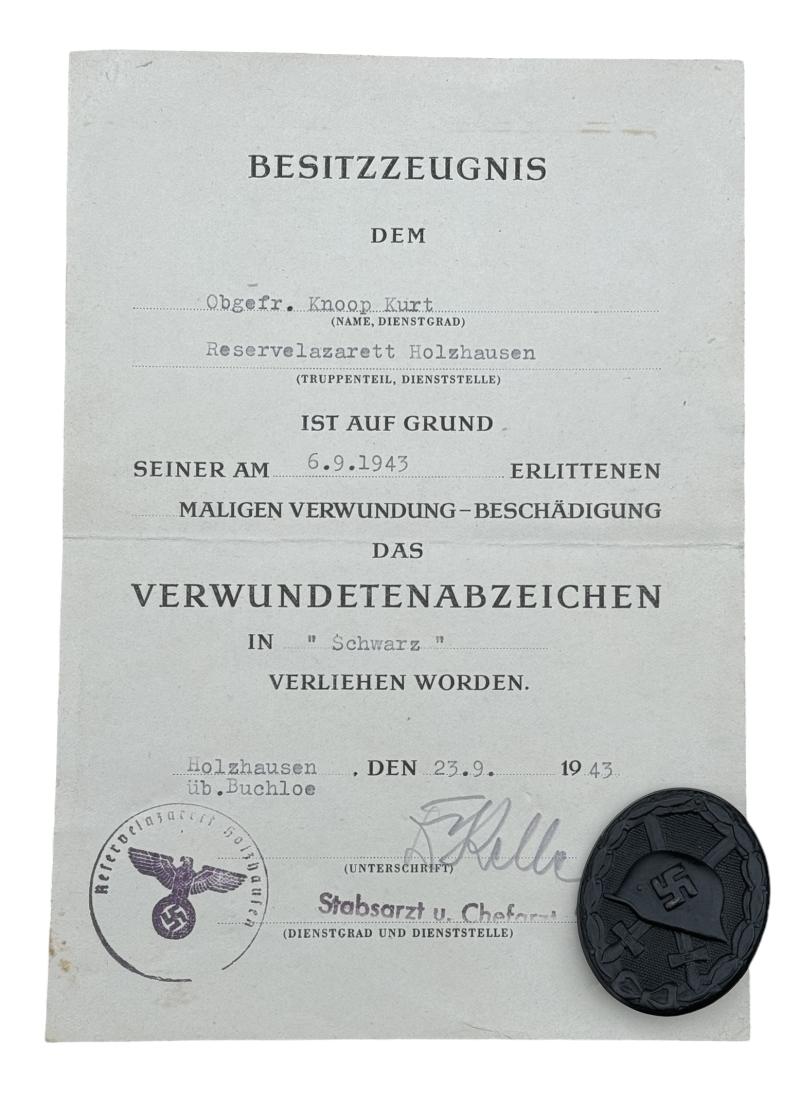 BESITZZEUGNIS
DEM
Obgefr. Knoop Kurt
(NAME, DIENSTGRAD)
Reservelazarett Holzhausen
(TRUPPENTEIL, DIENSTSTELLE)
IST AUF GRUND
SEINER AM 6.9.1943 ERLITTENEN
MALIGEN VERWUNDUNG–BESCHÄDIGUNG
DAS
VERWUNDETENABZEICHEN
IN " Schwarz "
VERLIEHEN WORDEN.
Holzhausen , DEN 23.9. 1943
üb.Buchloe
Reservelazarett Holzhausen
(UNTERSCHRIFT)
Stabsarzt u. Chefarzt
(DIENSTGRAD UND DIENSTSTELLE)